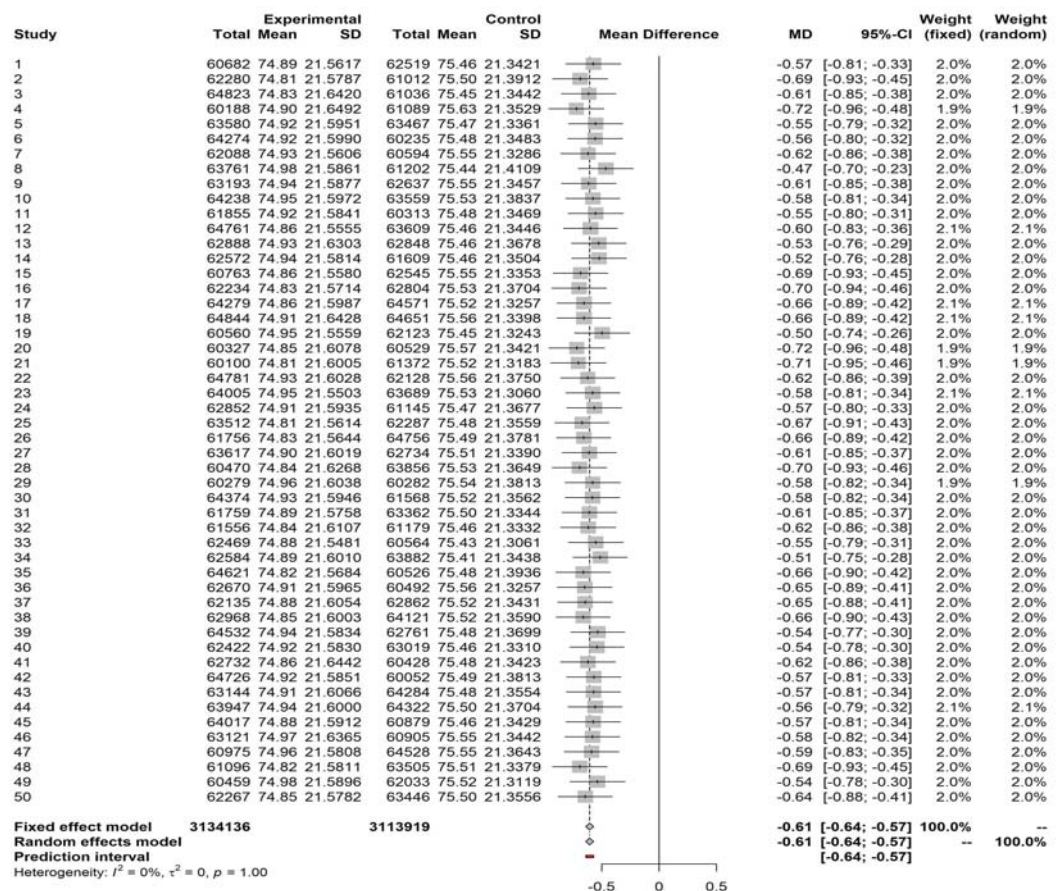 Experimental Control Weight Weight
Study Total Mean SD Total Mean SD Mean Difference MD 95%-CI (fixed) (random)
1 60682 74.89 21.5617 62519 75.46 21.3421 -0.57 [-0.81; -0.33] 2.0% 2.0%
2 62280 74.81 21.5787 61012 75.50 21.3912 -0.69 [-0.93; -0.45] 2.0% 2.0%
3 64823 74.83 21.6420 61036 75.45 21.3442 -0.61 [-0.85; -0.38] 2.0% 2.0%
4 60188 74.90 21.6492 61089 75.63 21.3529 -0.72 [-0.96; -0.48] 1.9% 1.9%
5 63580 74.92 21.5951 63467 75.47 21.3361 -0.55 [-0.79; -0.32] 2.0% 2.0%
6 64274 74.92 21.5990 60235 75.48 21.3483 -0.56 [-0.80; -0.32] 2.0% 2.0%
7 62088 74.93 21.5606 60594 75.55 21.3286 -0.62 [-0.86; -0.38] 2.0% 2.0%
8 63761 74.98 21.5861 61202 75.44 21.4109 -0.47 [-0.70; -0.23] 2.0% 2.0%
9 63193 74.94 21.5877 62637 75.55 21.3457 -0.61 [-0.85; -0.38] 2.0% 2.0%
10 64238 74.95 21.5972 63559 75.53 21.3837 -0.58 [-0.81; -0.34] 2.0% 2.0%
11 61855 74.92 21.5841 60313 75.48 21.3469 -0.55 [-0.80; -0.31] 2.0% 2.0%
12 64761 74.86 21.5555 63609 75.46 21.3446 -0.60 [-0.83; -0.36] 2.1% 2.1%
13 62888 74.93 21.6303 62848 75.46 21.3678 -0.53 [-0.76; -0.29] 2.0% 2.0%
14 62572 74.94 21.5814 61609 75.46 21.3504 -0.52 [-0.76; -0.28] 2.0% 2.0%
15 60763 74.86 21.5580 62545 75.55 21.3353 -0.69 [-0.93; -0.45] 2.0% 2.0%
16 62234 74.83 21.5714 62804 75.53 21.3704 -0.70 [-0.94; -0.46] 2.0% 2.0%
17 64279 74.86 21.5987 64571 75.52 21.3257 -0.66 [-0.89; -0.42] 2.1% 2.1%
18 64844 74.91 21.6428 64651 75.56 21.3398 -0.66 [-0.89; -0.42] 2.1% 2.1%
19 60560 74.95 21.5559 62123 75.45 21.3243 -0.50 [-0.74; -0.26] 2.0% 2.0%
20 60327 74.85 21.6078 60529 75.57 21.3421 -0.72 [-0.96; -0.48] 1.9% 1.9%
21 60100 74.81 21.6005 61372 75.52 21.3183 -0.71 [-0.95; -0.46] 1.9% 1.9%
22 64781 74.93 21.6028 62128 75.56 21.3750 -0.62 [-0.86; -0.39] 2.0% 2.0%
23 64005 74.95 21.5503 63689 75.53 21.3060 -0.58 [-0.81; -0.34] 2.1% 2.1%
24 62852 74.91 21.5935 61145 75.47 21.3677 -0.57 [-0.80; -0.33] 2.0% 2.0%
25 63512 74.81 21.5614 62287 75.48 21.3559 -0.67 [-0.91; -0.43] 2.0% 2.0%
26 61756 74.83 21.5644 64756 75.49 21.3781 -0.66 [-0.89; -0.42] 2.0% 2.0%
27 63617 74.90 21.6019 62734 75.51 21.3390 -0.61 [-0.85; -0.37] 2.0% 2.0%
28 60470 74.84 21.6268 63856 75.53 21.3649 -0.70 [-0.93; -0.46] 2.0% 2.0%
29 60279 74.96 21.6038 60282 75.54 21.3813 -0.58 [-0.82; -0.34] 1.9% 1.9%
30 64374 74.93 21.5946 61568 75.52 21.3562 -0.58 [-0.82; -0.34] 2.0% 2.0%
31 61759 74.89 21.5758 63362 75.50 21.3344 -0.61 [-0.85; -0.37] 2.0% 2.0%
32 61556 74.84 21.6107 61179 75.46 21.3332 -0.62 [-0.86; -0.38] 2.0% 2.0%
33 62469 74.88 21.5481 60564 75.43 21.3061 -0.55 [-0.79; -0.31] 2.0% 2.0%
34 62584 74.89 21.6010 63882 75.41 21.3438 -0.51 [-0.75; -0.28] 2.0% 2.0%
35 64621 74.82 21.5684 60526 75.48 21.3936 -0.66 [-0.90; -0.42] 2.0% 2.0%
36 62670 74.91 21.5965 60492 75.56 21.3257 -0.65 [-0.89; -0.41] 2.0% 2.0%
37 62135 74.88 21.6054 62862 75.52 21.3431 -0.65 [-0.88; -0.41] 2.0% 2.0%
38 62968 74.85 21.6003 64121 75.52 21.3590 -0.66 [-0.90; -0.43] 2.0% 2.0%
39 64532 74.94 21.5834 62761 75.48 21.3699 -0.54 [-0.77; -0.30] 2.0% 2.0%
40 62422 74.92 21.5830 63019 75.46 21.3310 -0.54 [-0.78; -0.30] 2.0% 2.0%
41 62732 74.86 21.6442 60428 75.48 21.3423 -0.62 [-0.86; -0.38] 2.0% 2.0%
42 64726 74.92 21.5851 60052 75.49 21.3813 -0.57 [-0.81; -0.33] 2.0% 2.0%
43 63144 74.91 21.6066 64284 75.48 21.3554 -0.57 [-0.81; -0.34] 2.0% 2.0%
44 63947 74.94 21.6000 64322 75.50 21.3704 -0.56 [-0.79; -0.32] 2.1% 2.1%
45 64017 74.88 21.5912 60879 75.46 21.3429 -0.57 [-0.81; -0.34] 2.0% 2.0%
46 63121 74.97 21.6365 60905 75.55 21.3442 -0.58 [-0.82; -0.34] 2.0% 2.0%
47 60975 74.96 21.5808 64528 75.55 21.3643 -0.59 [-0.83; -0.35] 2.0% 2.0%
48 61096 74.82 21.5811 63505 75.51 21.3379 -0.69 [-0.93; -0.45] 2.0% 2.0%
49 60459 74.98 21.5896 62033 75.52 21.3119 -0.54 [-0.78; -0.30] 2.0% 2.0%
50 62267 74.85 21.5782 63446 75.50 21.3556 -0.64 [-0.88; -0.41] 2.0% 2.0%
Fixed effect model 3134136 3113919 -0.61 [-0.64; -0.57] 100.0% --
Random effects model -0.61 [-0.64; -0.57] -- 100.0%
Prediction interval [-0.64; -0.57]
Heterogeneity: I² = 0%, τ² = 0, p = 1.00
-0.5 0 0.5